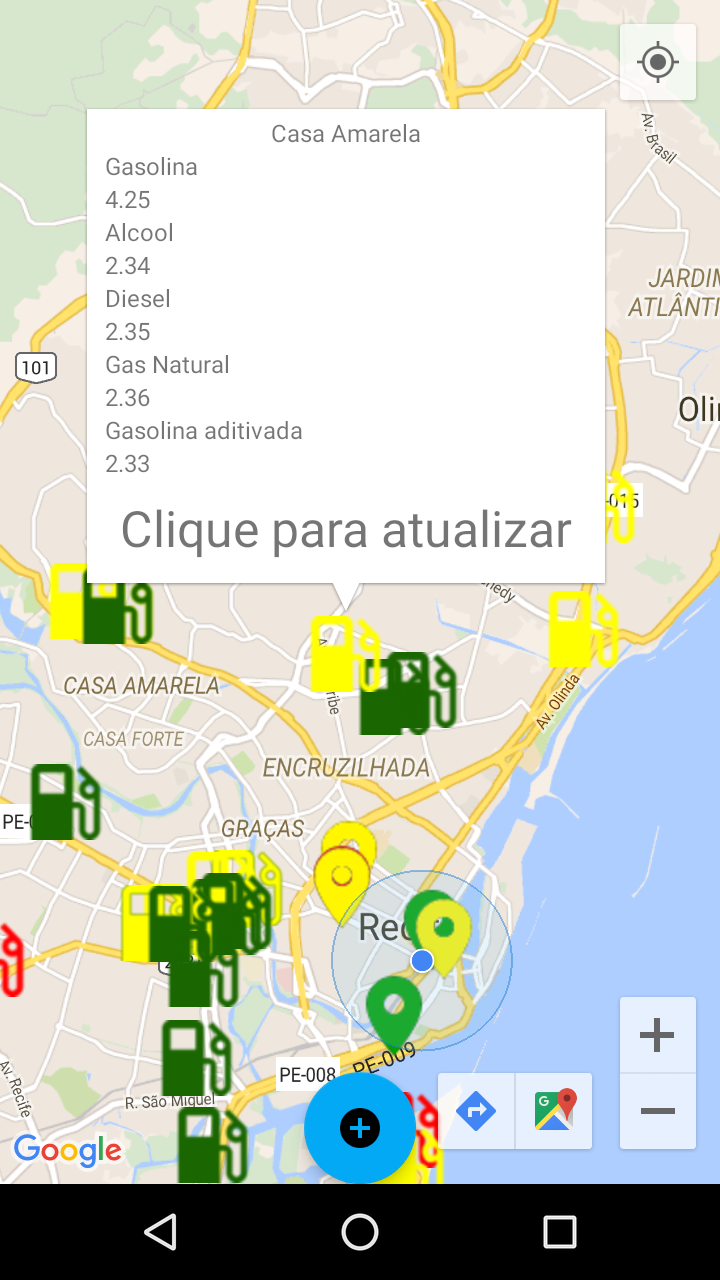 Av. Brasil
Casa Amarela
Gasolina
4.25
Alcool
2.34
Diesel
2.35
Gas Natural
2.36
Gasolina aditivada
2.33
Clique para atualizar
JARDIM
ATLÂNTI
101
Olin
-015
CASA AMARELA
Av. Olinda
CASA FORTE
ENCRUZILHADA
PE-0
GRAÇAS
Rec
PE-009
PE-008
Av. Recife
R. São Miguel
Google
G